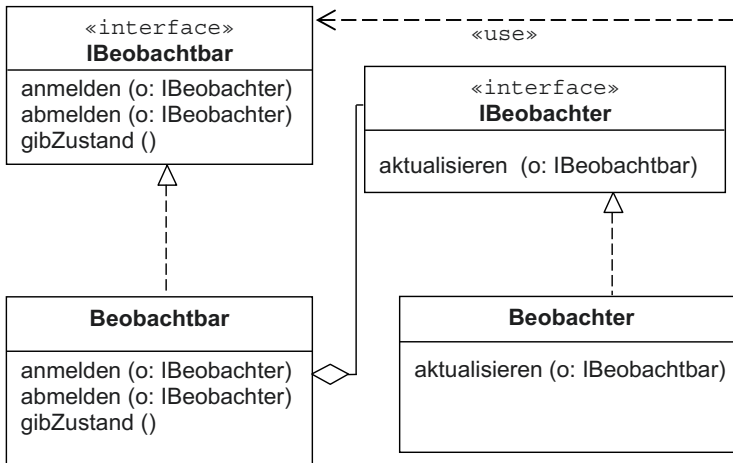 «interface»
IBeobachtbar
anmelden (o: IBeobachter)
abmelden (o: IBeobachter)
gibZustand ()
«use»
«interface»
IBeobachter
aktualisieren (o: IBeobachtbar)
Beobachtbar
anmelden (o: IBeobachter)
abmelden (o: IBeobachter)
gibZustand ()
Beobachter
aktualisieren (o: IBeobachtbar)